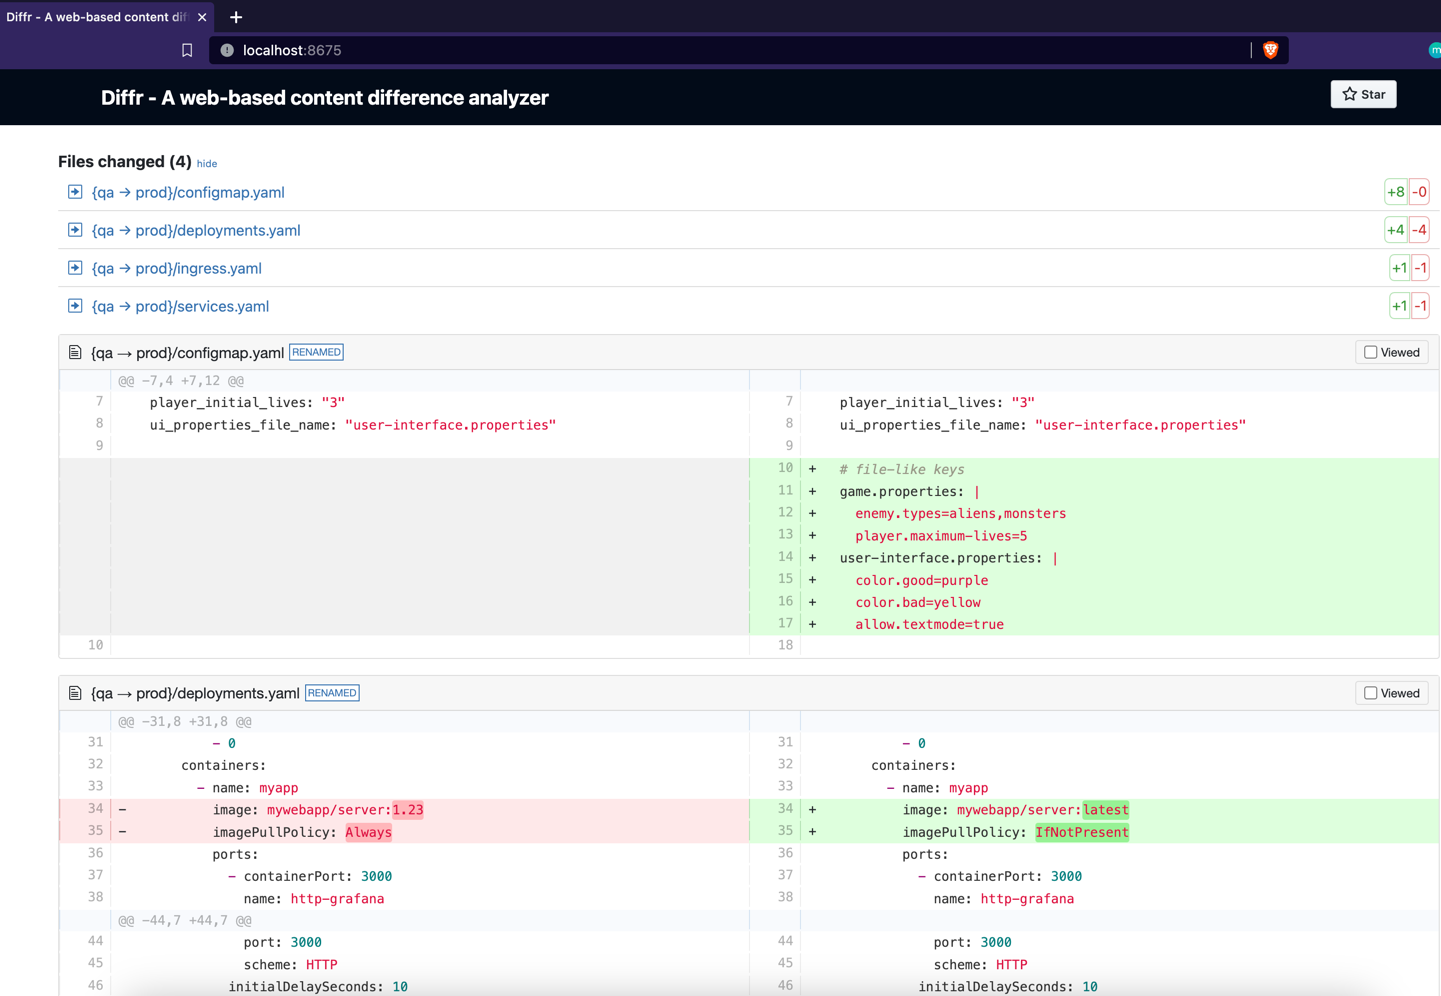 Diffr - A web-based content dif
localhost:8675
m
Diffr - A web-based content difference analyzer
Star
Files changed (4) hide
{qa → prod}/configmap.yaml +8 -0
{qa → prod}/deployments.yaml +4 -4
{qa → prod}/ingress.yaml +1 -1
{qa → prod}/services.yaml +1 -1
{qa → prod}/configmap.yaml RENAMED Viewed
@@ -7,4 +7,12 @@
7 player_initial_lives: "3" 7 player_initial_lives: "3"
8 ui_properties_file_name: "user-interface.properties" 8 ui_properties_file_name: "user-interface.properties"
9 9
10 + # file-like keys
11 + game.properties: |
12 + enemy.types=aliens,monsters
13 + player.maximum-lives=5
14 + user-interface.properties: |
15 + color.good=purple
16 + color.bad=yellow
17 + allow.textmode=true
10 18
{qa → prod}/deployments.yaml RENAMED Viewed
@@ -31,8 +31,8 @@
31 - 0 31 - 0
32 containers: 32 containers:
33 - name: myapp 33 - name: myapp
34 - image: mywebapp/server:1.23 34 + image: mywebapp/server:latest
35 - imagePullPolicy: Always 35 + imagePullPolicy: IfNotPresent
36 ports: 36 ports:
37 - containerPort: 3000 37 - containerPort: 3000
38 name: http-grafana 38 name: http-grafana
@@ -44,7 +44,7 @@
44 port: 3000 44 port: 3000
45 scheme: HTTP 45 scheme: HTTP
46 initialDelaySeconds: 10 46 initialDelaySeconds: 10